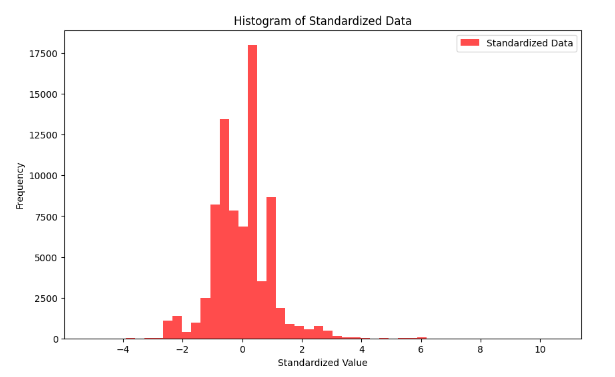 Histogram of Standardized Data
Standardized Data
17500
15000
12500
10000
7500
5000
2500
0
Frequency
−4 −2 0 2 4 6 8 10
Standardized Value